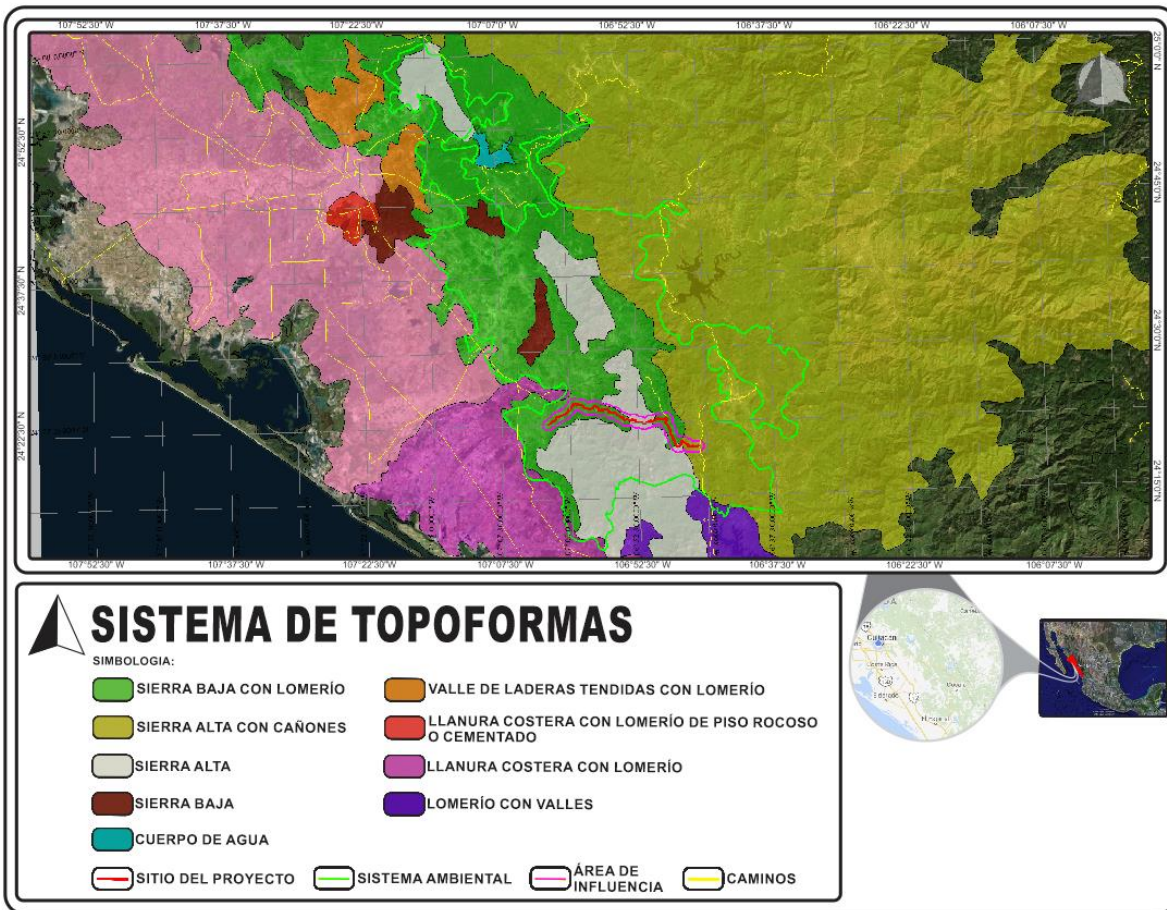 107°52'30" W 107°37'30" W 107°22'30" W 107°07'30" W 106°52'30" W 106°37'30" W 106°22'30" W 106°07'30" W
25°0'0" N
24°52'30" N
24°45'0" N
24°37'30" N
24°30'0" N
24°22'30" N
24°15'0" N
107°52'30" W 107°37'30" W 107°22'30" W 107°07'30" W 106°52'30" W 106°37'30" W 106°22'30" W 106°07'30" W
SISTEMA DE TOPOFORMAS
SIMBOLOGIA:
SIERRA BAJA CON LOMERÍO
SIERRA ALTA CON CAÑONES
SIERRA ALTA
SIERRA BAJA
CUERPO DE AGUA
VALLE DE LADERAS TENDIDAS CON LOMERÍO
LLANURA COSTERA CON LOMERÍO DE PISO ROCOSO
O CEMENTADO
LLANURA COSTERA CON LOMERÍO
LOMERÍO CON VALLES
SITIO DEL PROYECTO
SISTEMA AMBIENTAL
ÁREA DE
INFLUENCIA
CAMINOS
Culiacán
Costa Rica
Eldorado